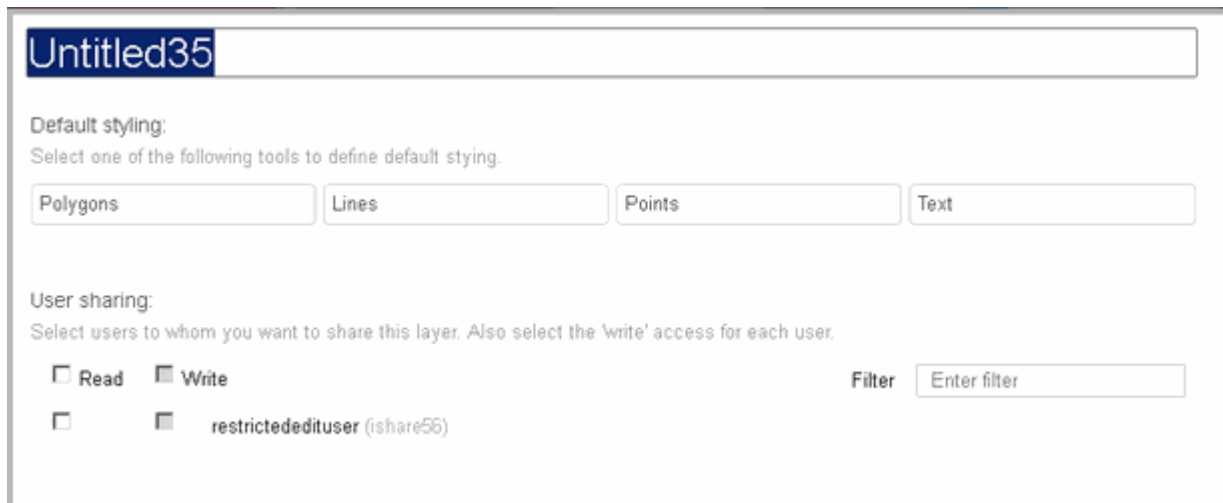 Untitled35
Default styling:
Select one of the following tools to define default stying.
Polygons Lines Points Text
User sharing:
Select users to whom you want to share this layer. Also select the 'write' access for each user.
Read Write Filter Enter filter
restrictededituser (ishare56)